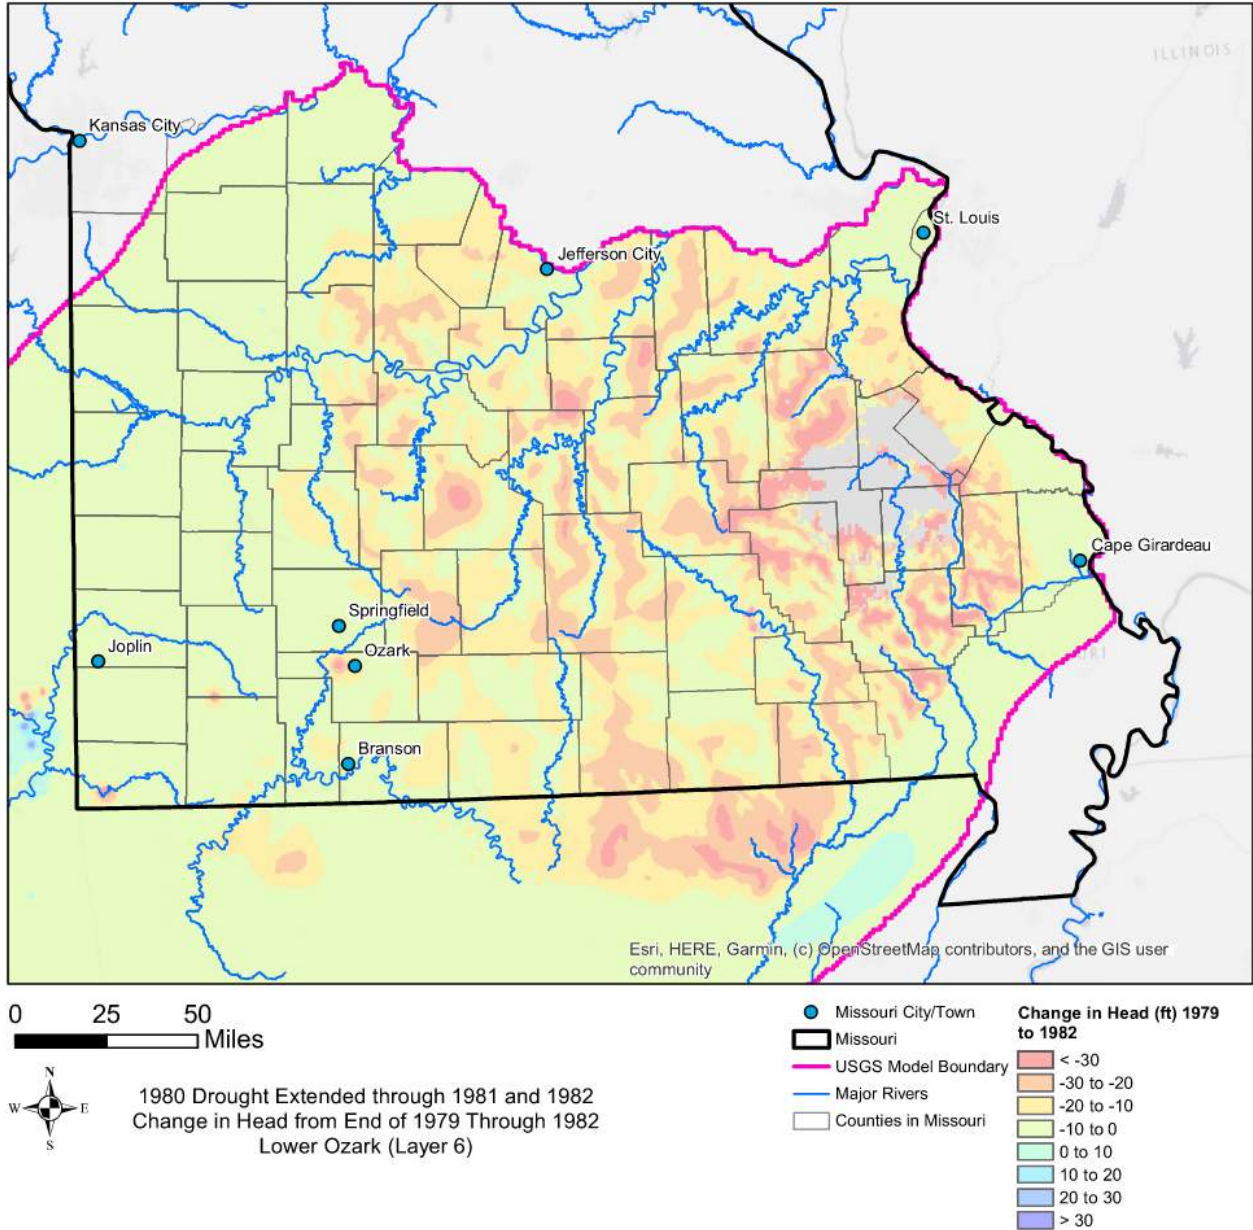 ILLINOIS
Kansas City
St. Louis
Jefferson City
Cape Girardeau
Springfield
Joplin
Ozark
Branson
Esri, HERE, Garmin, (c) OpenStreetMap contributors, and the GIS user
community
0 25 50
Miles
N
W E
S
1980 Drought Extended through 1981 and 1982
Change in Head from End of 1979 Through 1982
Lower Ozark (Layer 6)
Missouri City/Town
Missouri
USGS Model Boundary
Major Rivers
Counties in Missouri
Change in Head (ft) 1979
to 1982
< -30
-30 to -20
-20 to -10
-10 to 0
0 to 10
10 to 20
20 to 30
> 30